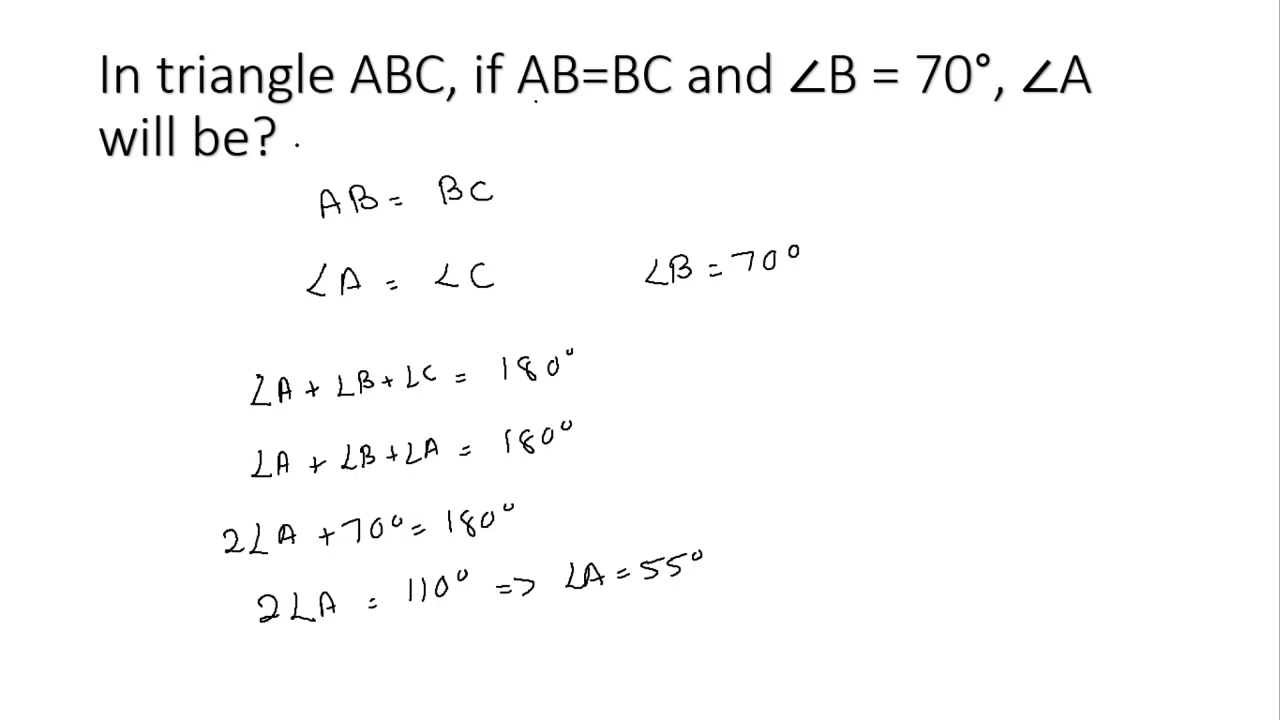 In triangle ABC, if AB=BC and ∠B = 70°, ∠A
will be?
AB = BC
∠A = ∠C
∠B = 70°
∠A + ∠B + ∠C = 180°
∠A + ∠B + ∠A = 180°
2∠A + 70° = 180°
2∠A = 110° => ∠A = 55°